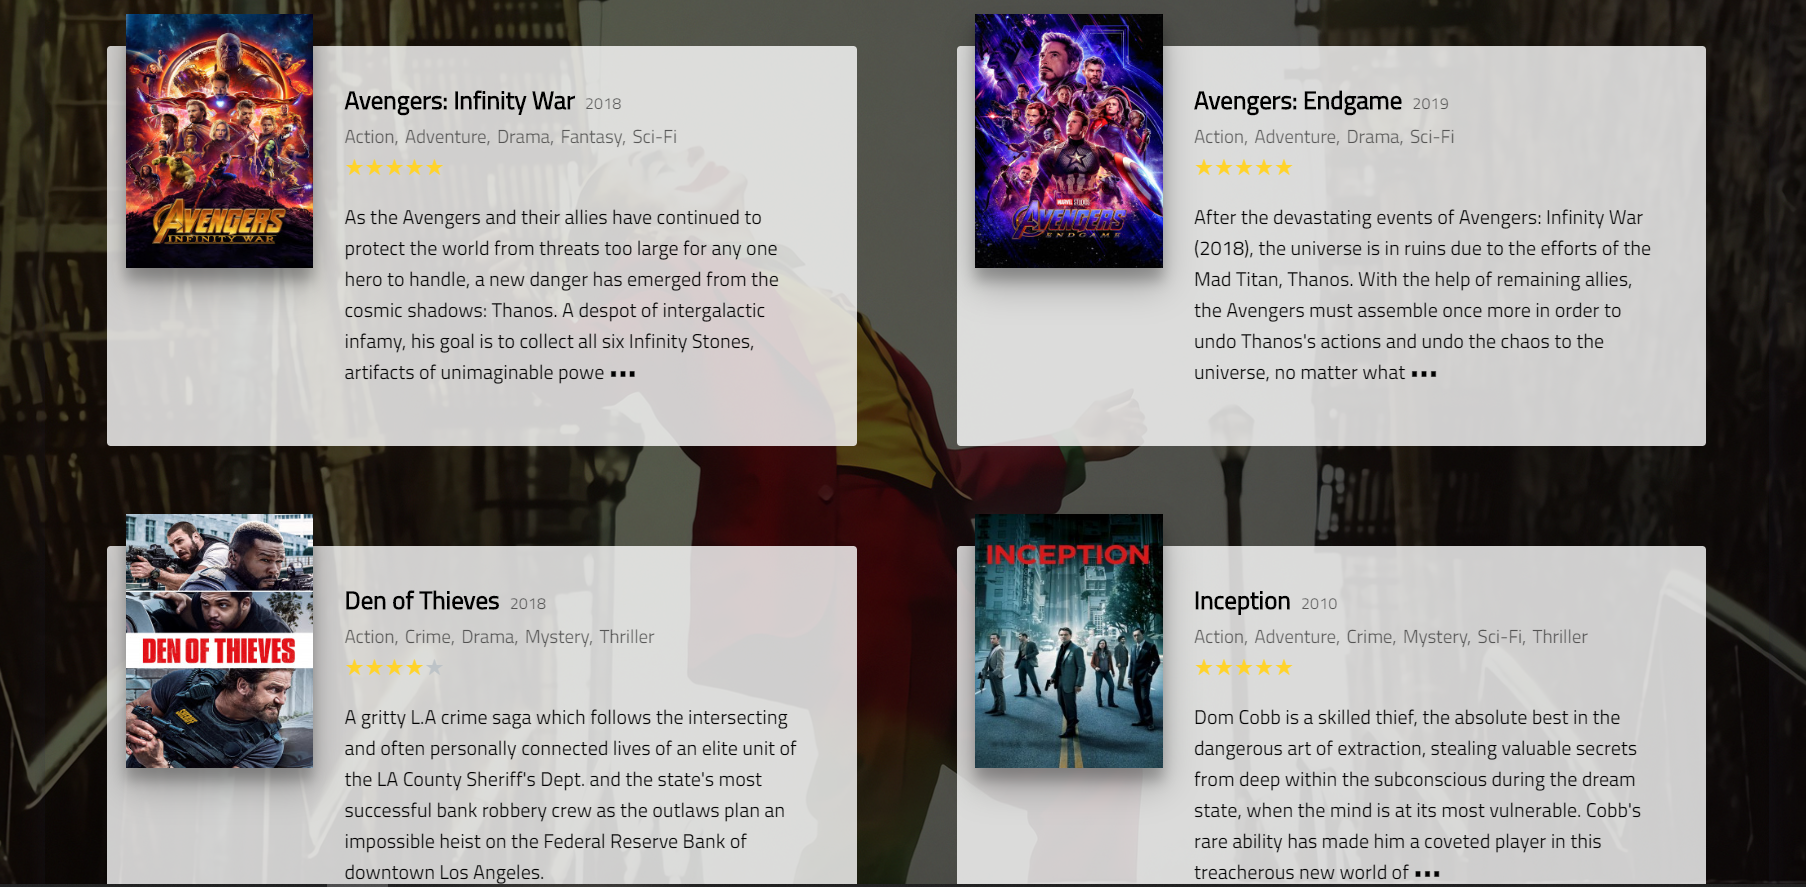 AVENGERS
INFINITY WAR
Avengers: Infinity War 2018
Action, Adventure, Drama, Fantasy, Sci-Fi
As the Avengers and their allies have continued to
protect the world from threats too large for any one
hero to handle, a new danger has emerged from the
cosmic shadows: Thanos. A despot of intergalactic
infamy, his goal is to collect all six Infinity Stones,
artifacts of unimaginable powe ...
MARVEL STUDIOS
AVENGERS
ENDGAME
Avengers: Endgame 2019
Action, Adventure, Drama, Sci-Fi
After the devastating events of Avengers: Infinity War
(2018), the universe is in ruins due to the efforts of the
Mad Titan, Thanos. With the help of remaining allies,
the Avengers must assemble once more in order to
undo Thanos's actions and undo the chaos to the
universe, no matter what ...
DEN OF THIEVES
SHERIFF
Den of Thieves 2018
Action, Crime, Drama, Mystery, Thriller
A gritty L.A crime saga which follows the intersecting
and often personally connected lives of an elite unit of
the LA County Sheriff's Dept. and the state's most
successful bank robbery crew as the outlaws plan an
impossible heist on the Federal Reserve Bank of
downtown Los Angeles.
INCEPTION
Inception 2010
Action, Adventure, Crime, Mystery, Sci-Fi, Thriller
Dom Cobb is a skilled thief, the absolute best in the
dangerous art of extraction, stealing valuable secrets
from deep within the subconscious during the dream
state, when the mind is at its most vulnerable. Cobb's
rare ability has made him a coveted player in this
treacherous new world of ...